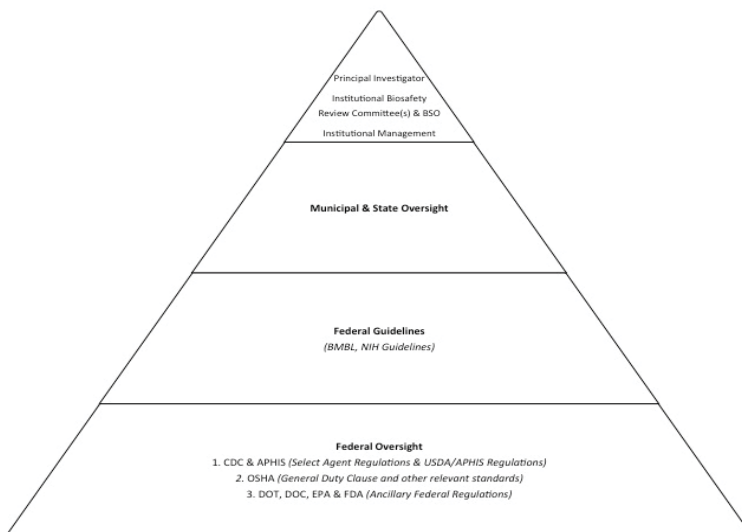 Principal Investigator
Institutional Biosafety
Review Committee(s) & BSO
Institutional Management
Municipal & State Oversight
Federal Guidelines
(BMBL, NIH Guidelines)
Federal Oversight
1. CDC & APHIS (Select Agent Regulations & USDA/APHIS Regulations)
2. OSHA (General Duty Clause and other relevant standards)
3. DOT, DOC, EPA & FDA (Ancillary Federal Regulations)